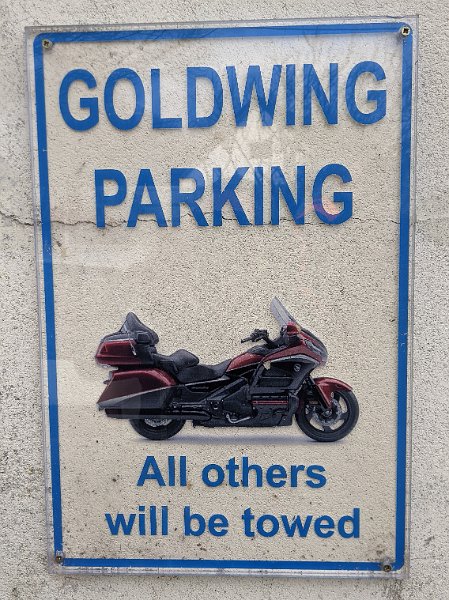 GOLDWING
PARKING
All others
will be towed